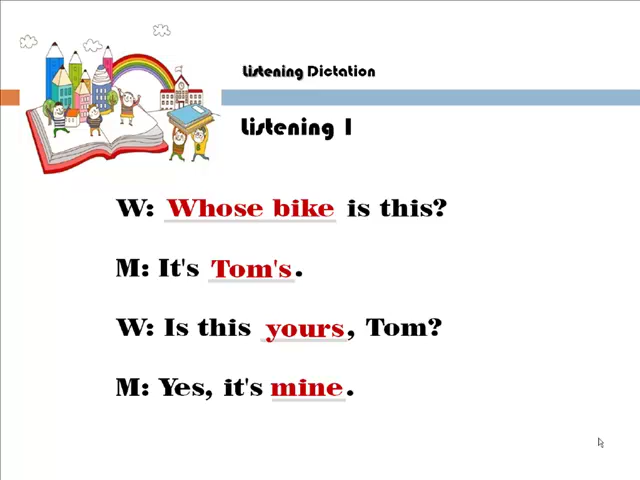 Listening Dictation
Listening 1
W: Whose bike is this?
M: It's Tom's.
W: Is this yours, Tom?
M: Yes, it's mine.